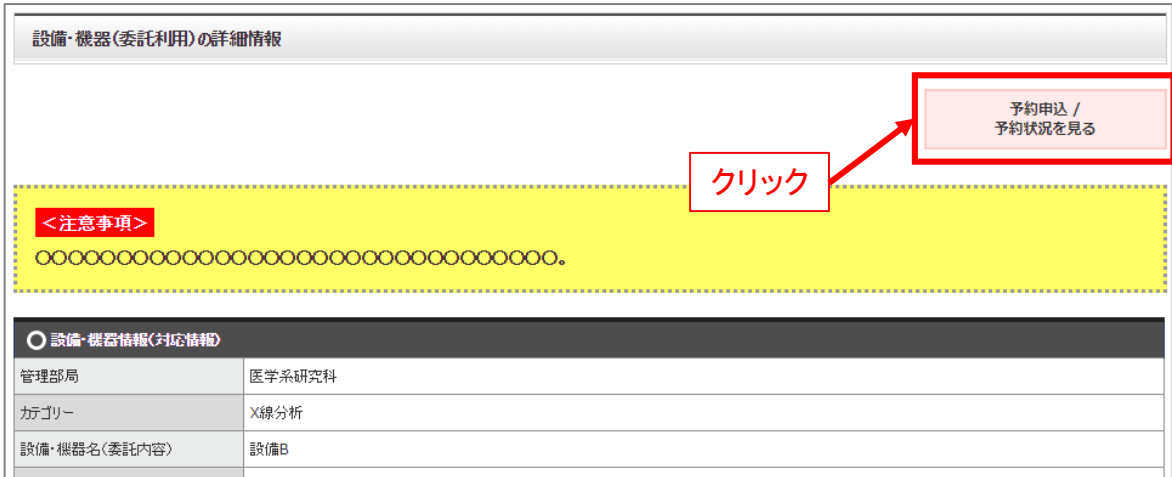 設備・機器(委託利用)の詳細情報
予約申込 /
予約状況を見る
クリック
＜注意事項＞
〇〇〇〇〇〇〇〇〇〇〇〇〇〇〇〇〇〇〇〇〇〇〇〇〇〇〇〇〇〇〇〇。
設備・機器情報(対応情報)
管理部局 医学系研究科
カテゴリー X線分析
設備・機器名(委託内容) 設備B